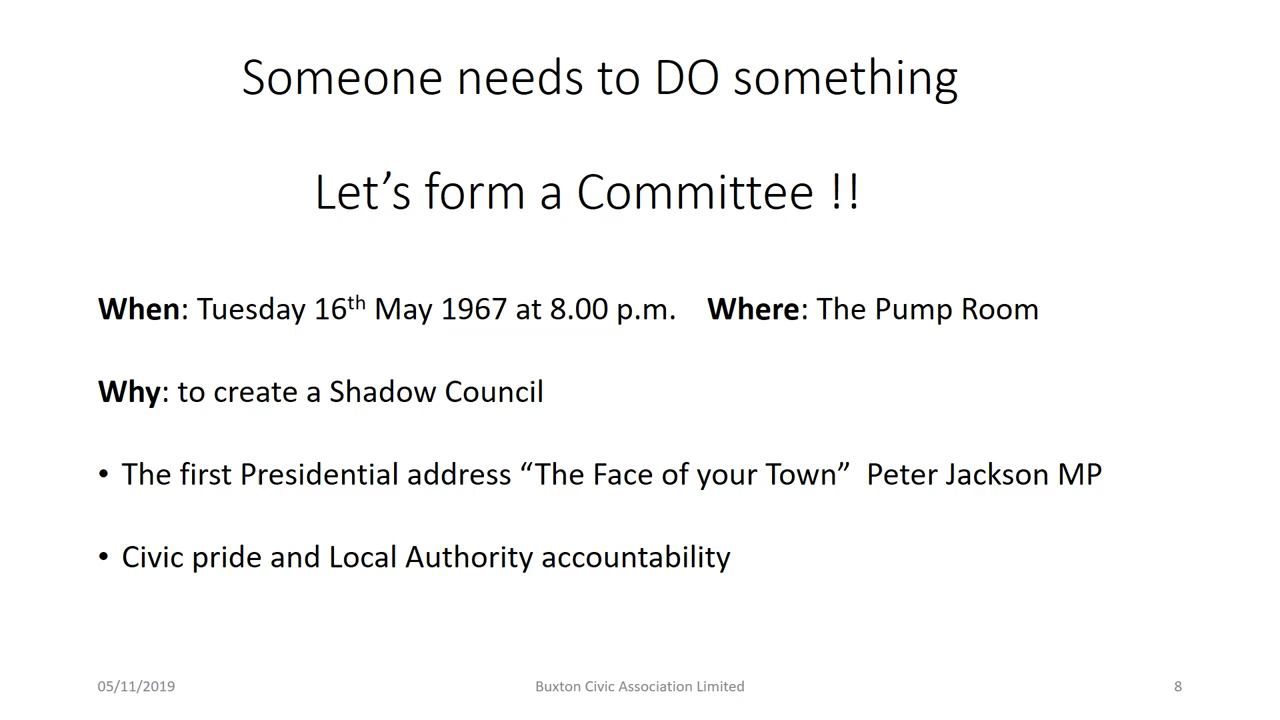 Someone needs to DO something
Let’s form a Committee !!
When: Tuesday 16th May 1967 at 8.00 p.m. Where: The Pump Room
Why: to create a Shadow Council
• The first Presidential address “The Face of your Town” Peter Jackson MP
• Civic pride and Local Authority accountability
05/11/2019 Buxton Civic Association Limited 8